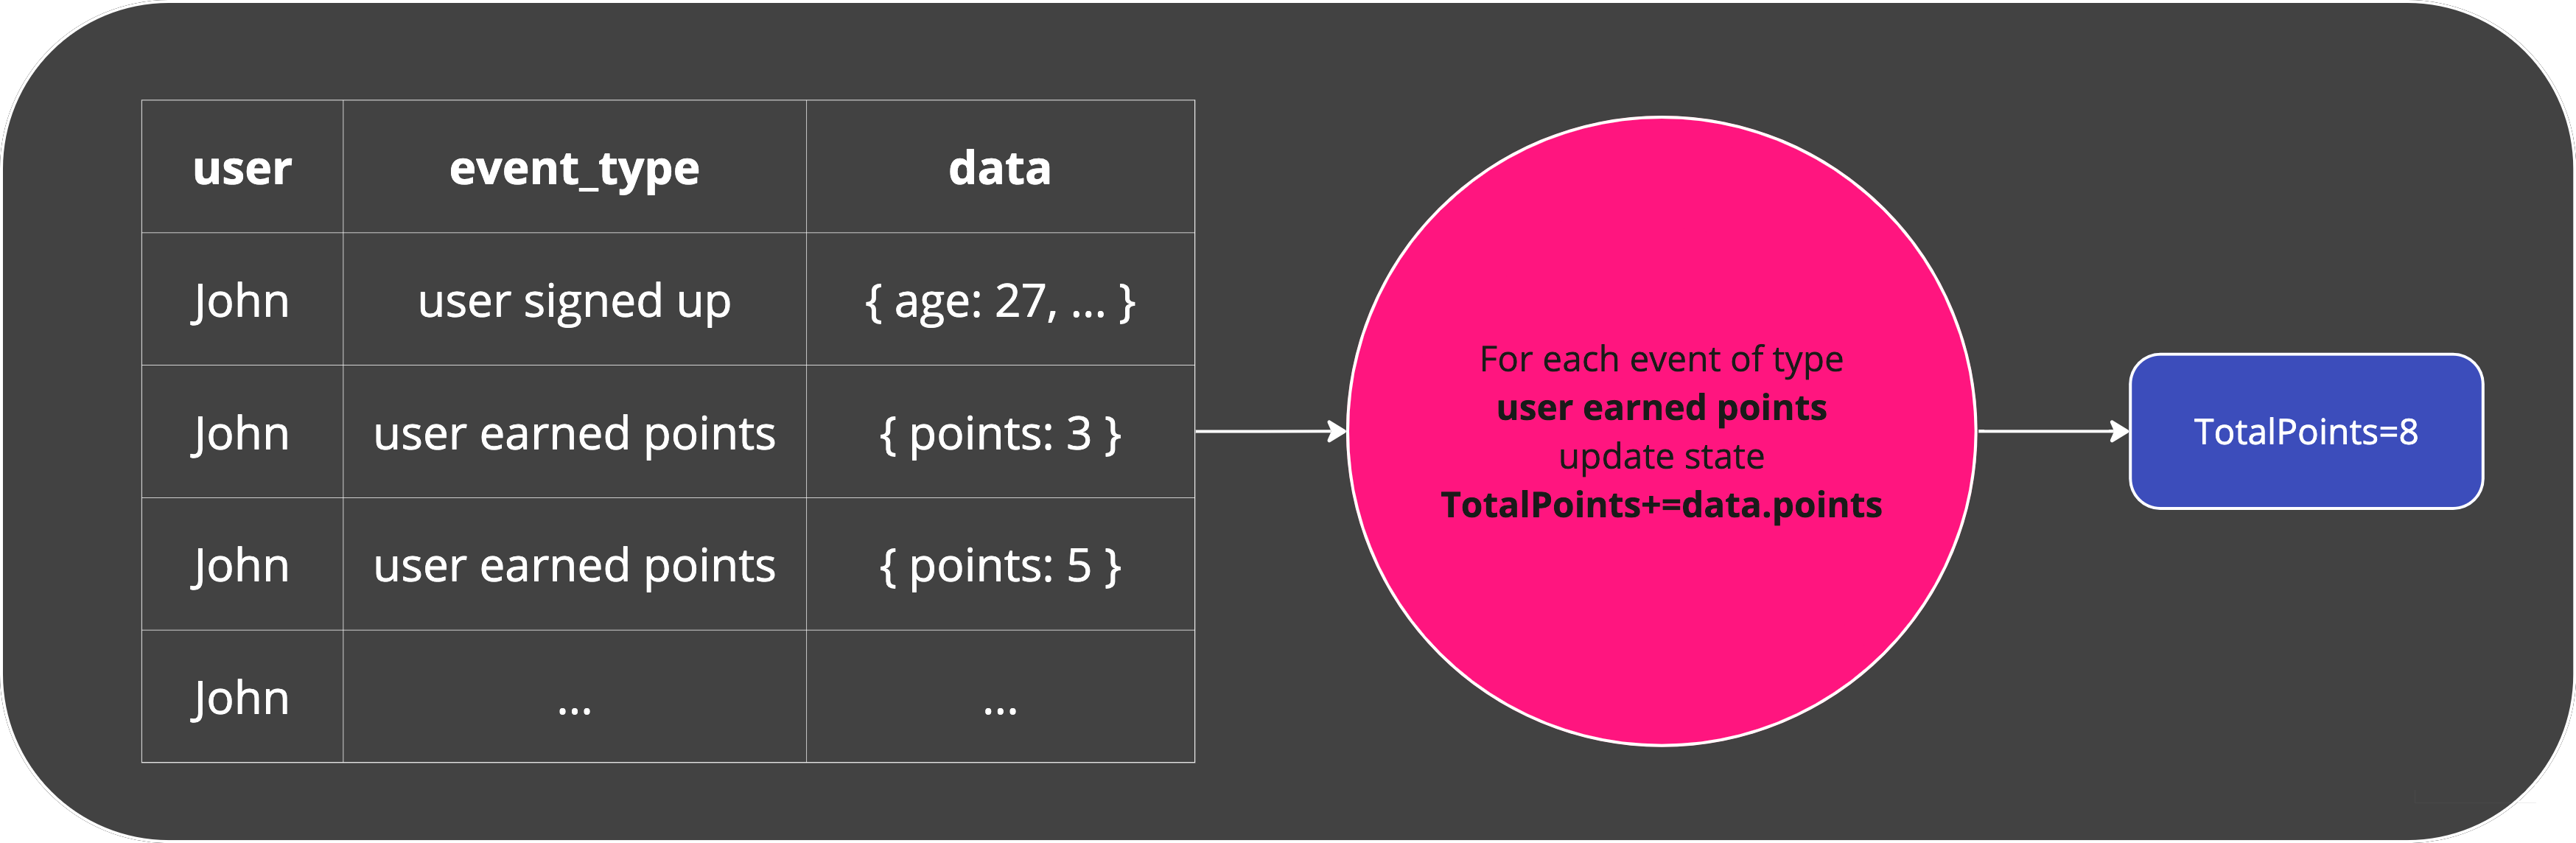 user event_type data
John user signed up { age: 27, ... }
John user earned points { points: 3 }
John user earned points { points: 5 }
John ... ...
For each event of type
user earned points
update state
TotalPoints+=data.points
TotalPoints=8